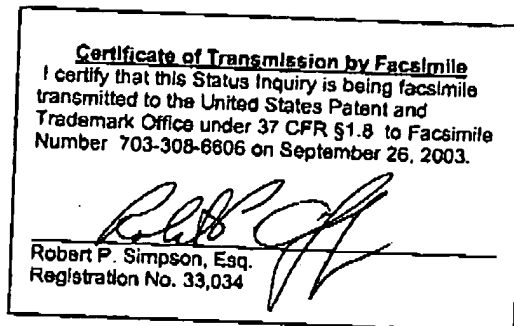 Certificate of Transmission by Facsimile
I certify that this Status Inquiry is being facsimile
transmitted to the United States Patent and
Trademark Office under 37 CFR §1.8 to Facsimile
Number 703-308-6606 on September 26, 2003.
Robert P. Simpson, Esq.
Registration No. 33,034